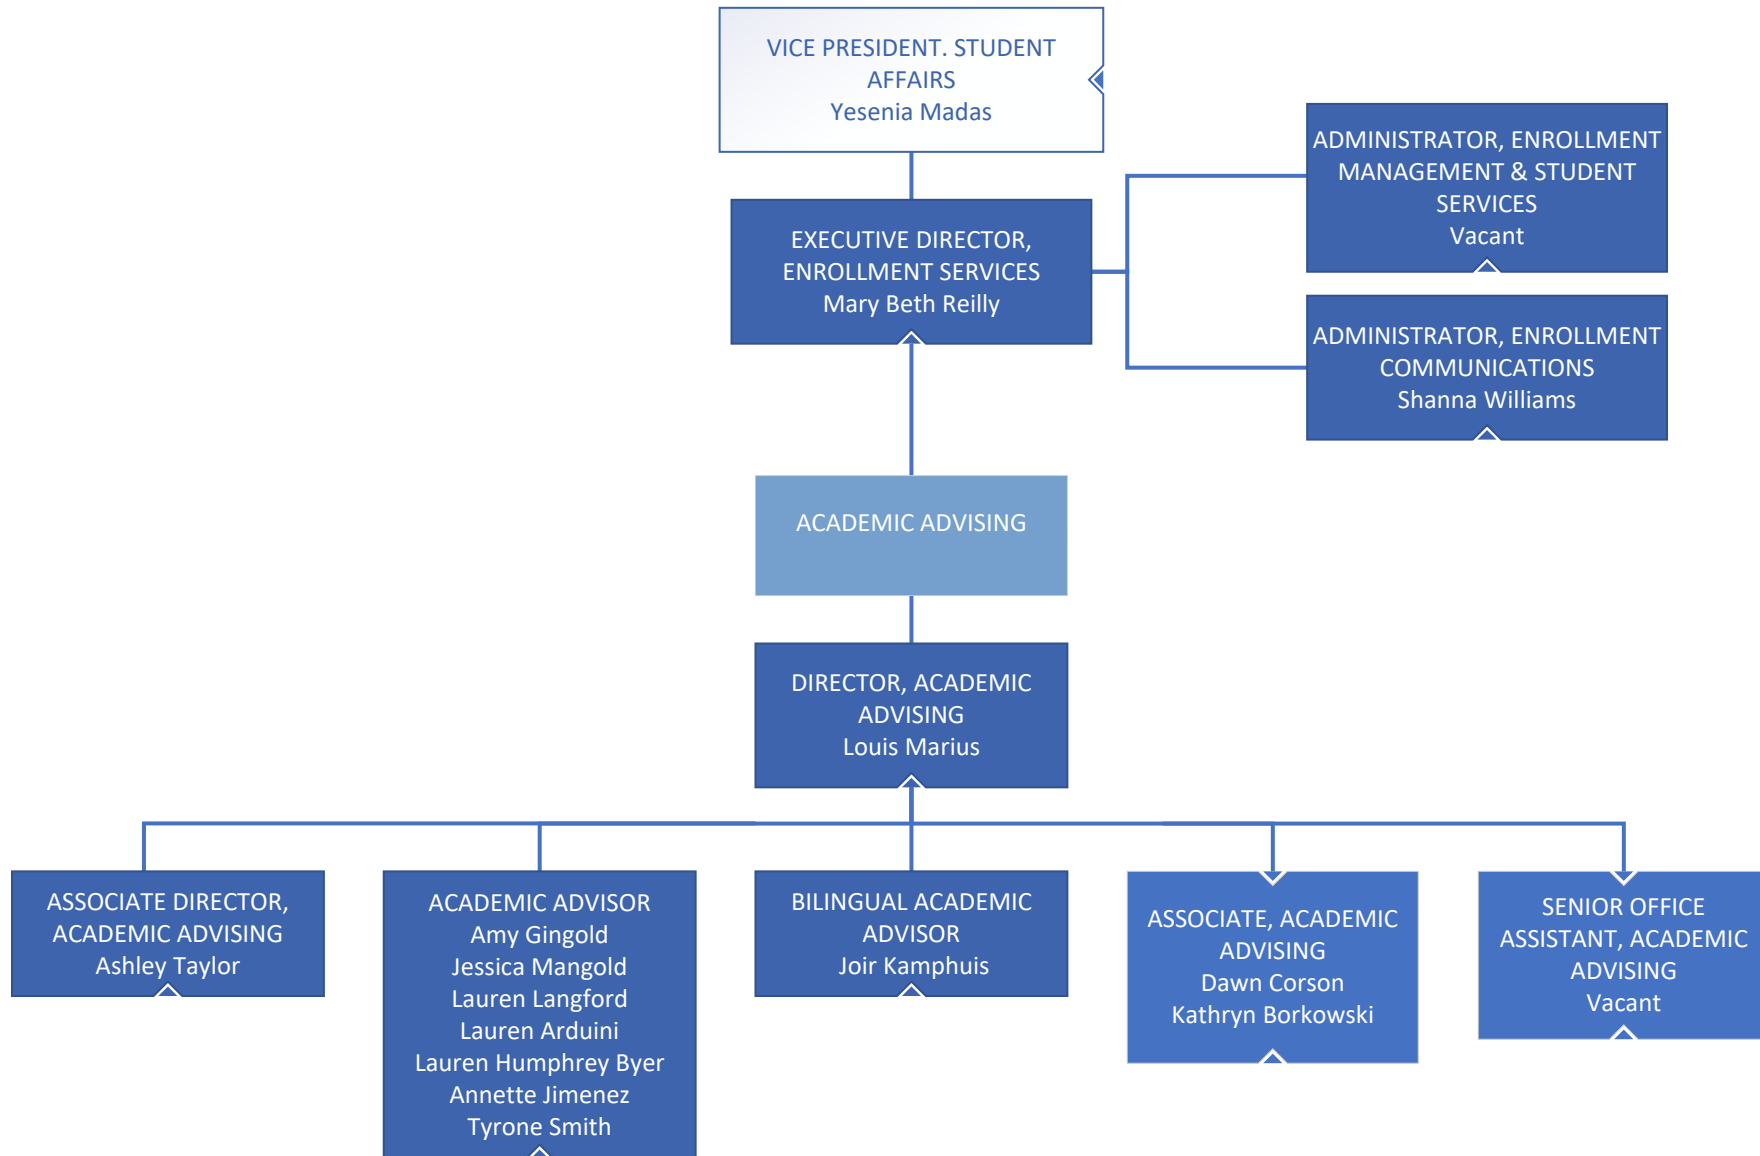 VICE PRESIDENT. STUDENT
AFFAIRS
Yesenia Madas
EXECUTIVE DIRECTOR,
ENROLLMENT SERVICES
Mary Beth Reilly
ADMINISTRATOR, ENROLLMENT
MANAGEMENT & STUDENT
SERVICES
Vacant
ADMINISTRATOR, ENROLLMENT
COMMUNICATIONS
Shanna Williams
ACADEMIC ADVISING
DIRECTOR, ACADEMIC
ADVISING
Louis Marius
ASSOCIATE DIRECTOR,
ACADEMIC ADVISING
Ashley Taylor
ACADEMIC ADVISOR
Amy Gingold
Jessica Mangold
Lauren Langford
Lauren Arduini
Lauren Humphrey Byer
Annette Jimenez
Tyrone Smith
BILINGUAL ACADEMIC
ADVISOR
Joir Kamphuis
ASSOCIATE, ACADEMIC
ADVISING
Dawn Corson
Kathryn Borkowski
SENIOR OFFICE
ASSISTANT, ACADEMIC
ADVISING
Vacant